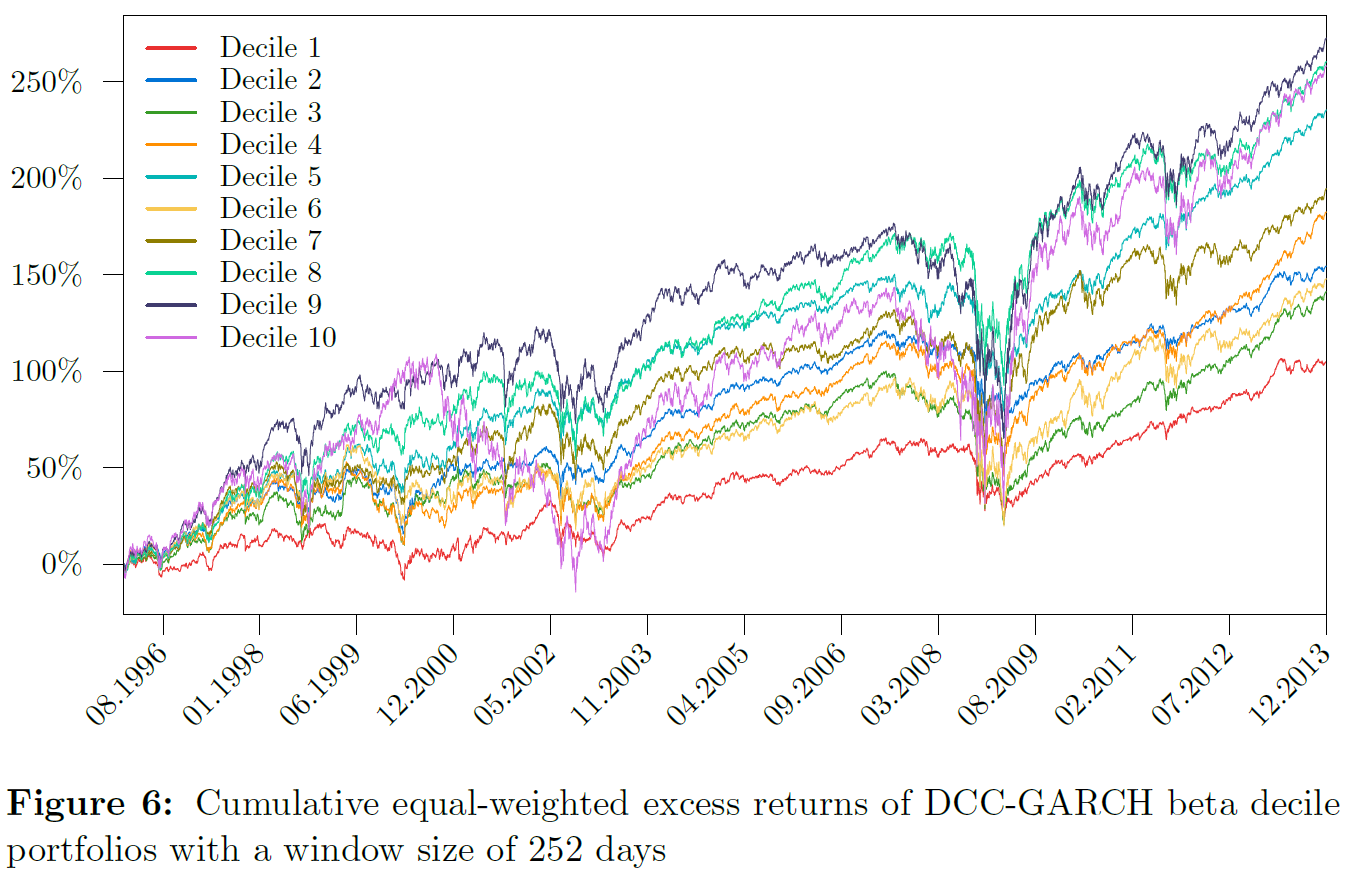 250%
200%
150%
100%
50%
0%
Decile 1
Decile 2
Decile 3
Decile 4
Decile 5
Decile 6
Decile 7
Decile 8
Decile 9
Decile 10
08.1996
01.1998
06.1999
12.2000
05.2002
11.2003
04.2005
09.2006
03.2008
08.2009
02.2011
07.2012
12.2013
Figure 6: Cumulative equal-weighted excess returns of DCC-GARCH beta decile
portfolios with a window size of 252 days